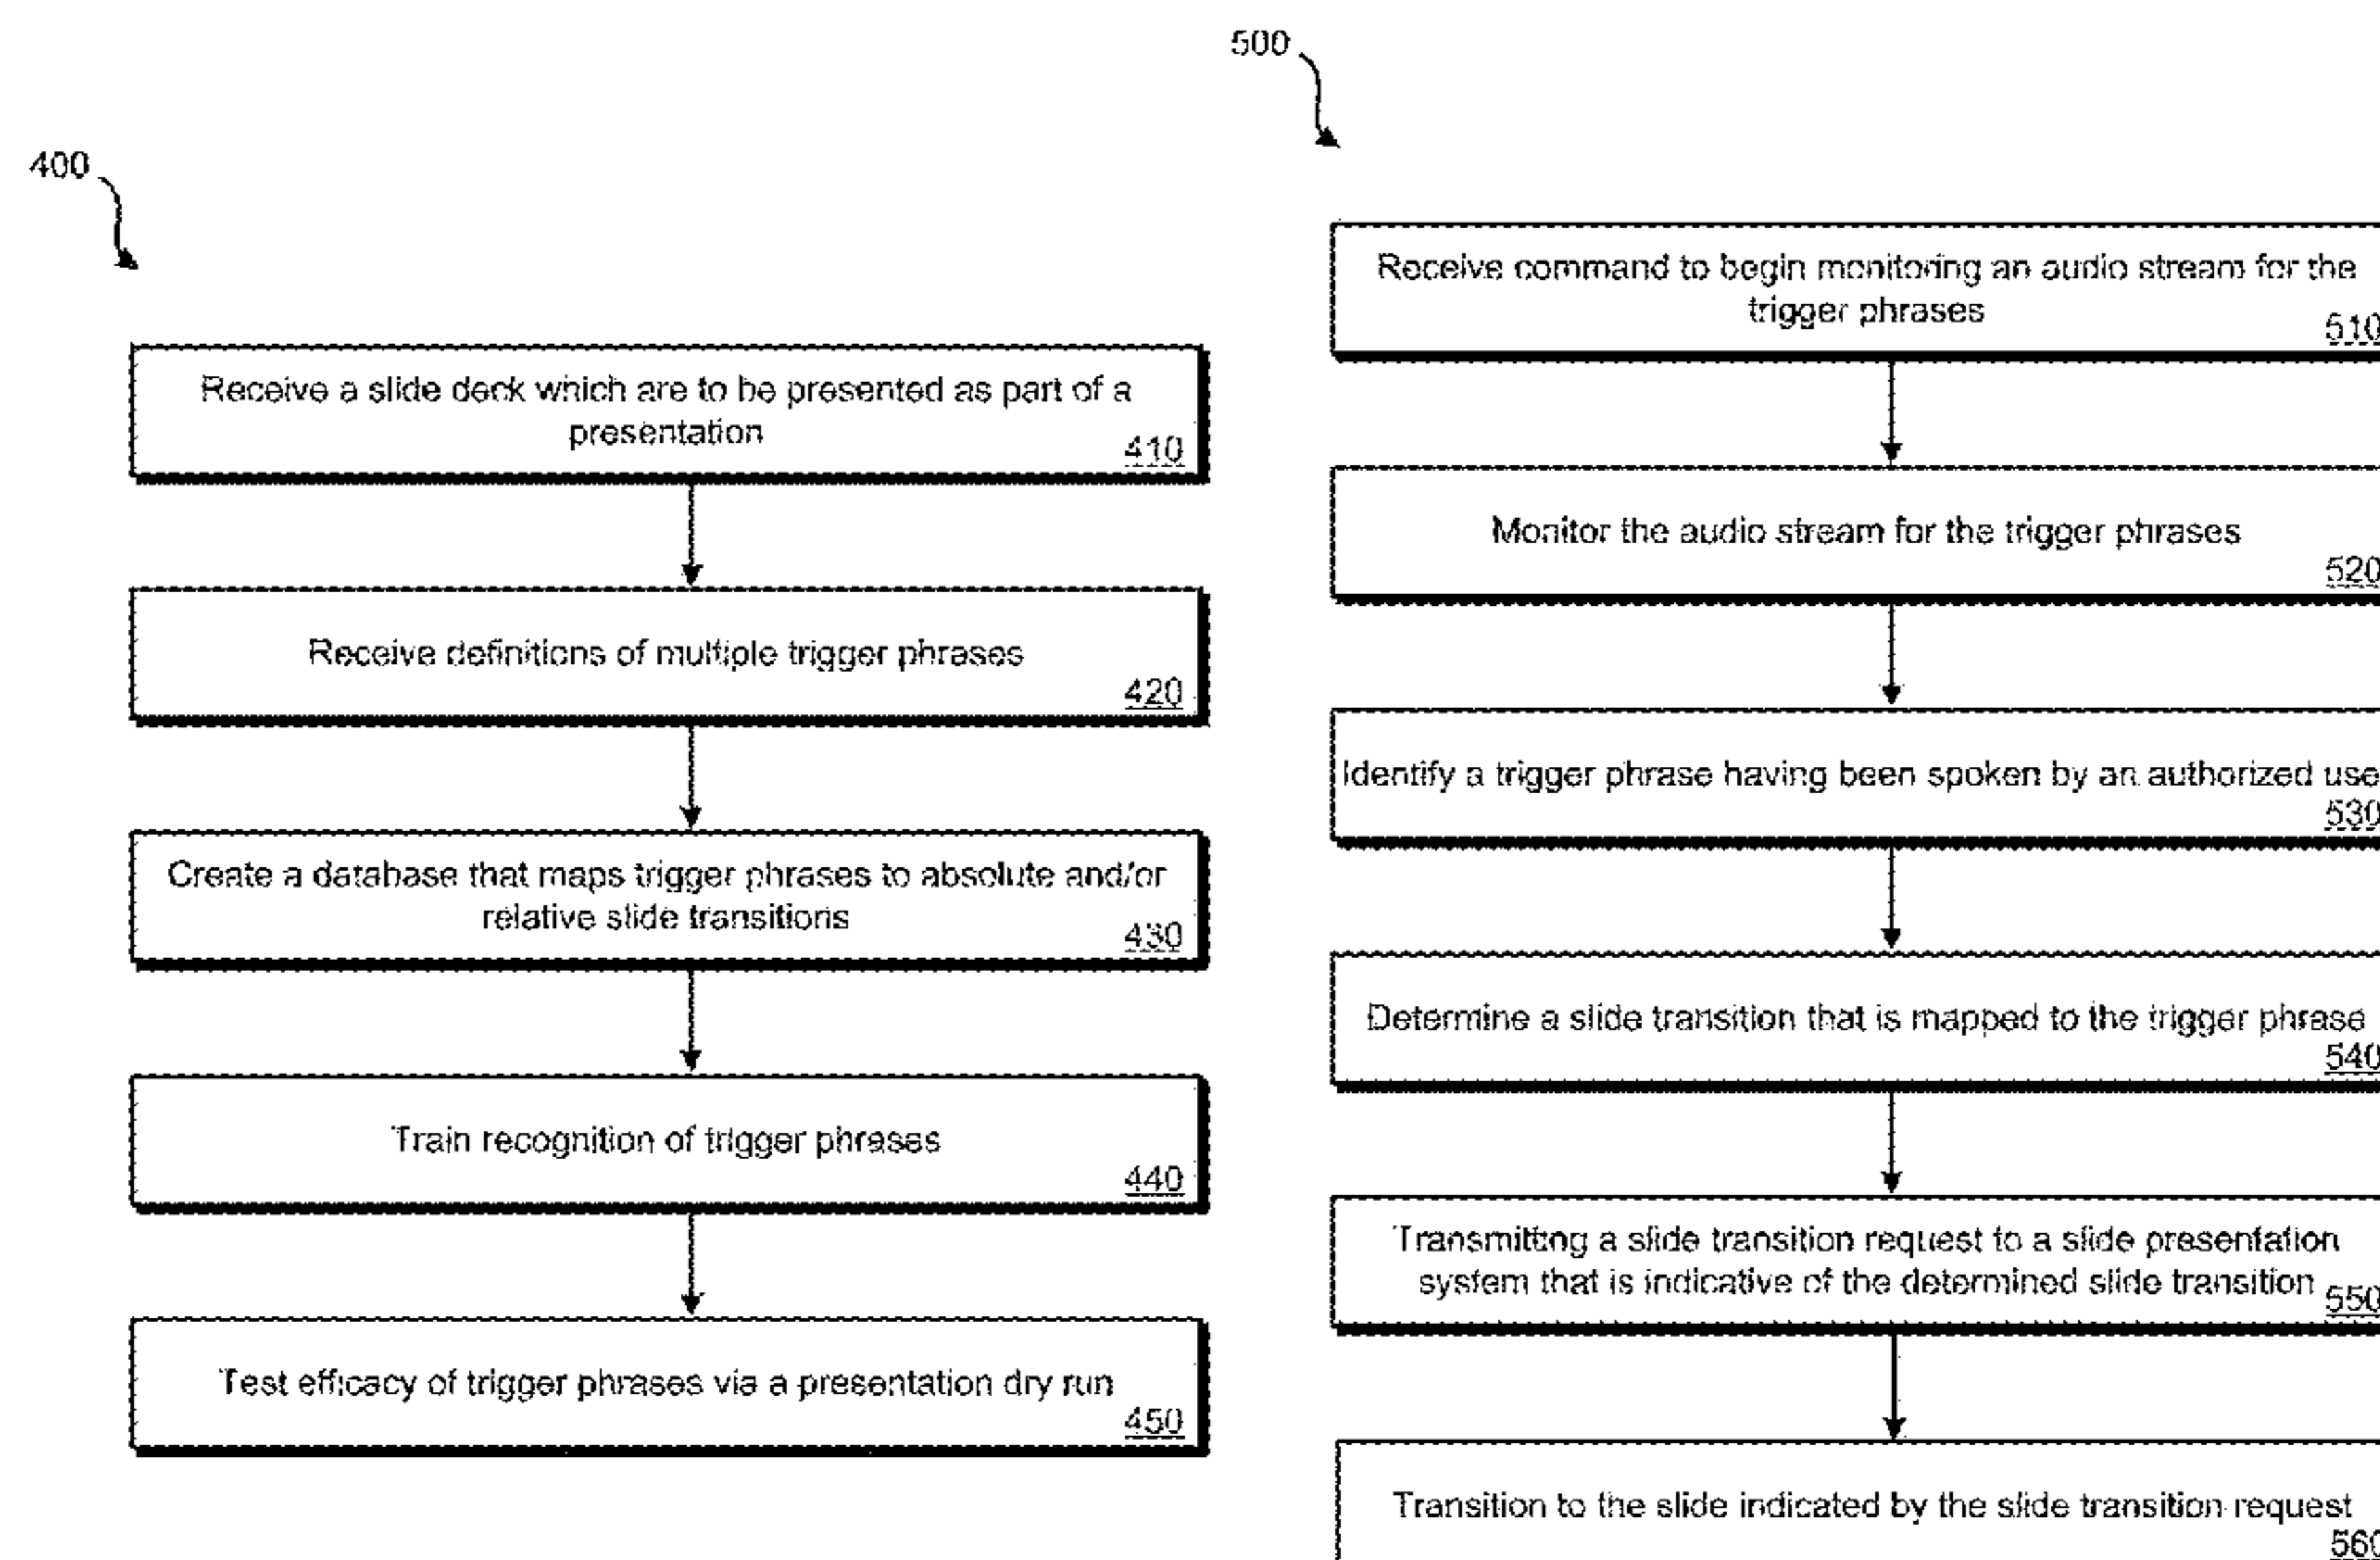 400
Receive a slide deck which are to be presented as part of a
presentation
410
Receive definitions of multiple trigger phrases
420
Create a database that maps trigger phrases to absolute and/or
relative slide transitions
430
Train recognition of trigger phrases
440
Test efficacy of trigger phrases via a presentation dry run
450
500
Receive command to begin monitoring an audio stream for the
trigger phrases
510
Monitor the audio stream for the trigger phrases
520
Identify a trigger phrase having been spoken by an authorized use
530
Determine a slide transition that is mapped to the trigger phrase
540
Transmitting a slide transition request to a slide presentation
system that is indicative of the determined slide transition
550
Transition to the slide indicated by the slide transition request
560